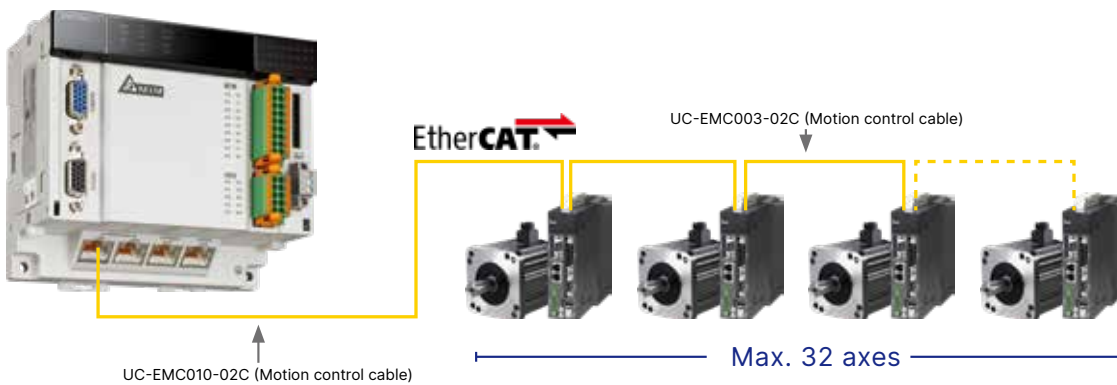 EtherCAT
UC-EMC003-02C (Motion control cable)
Max. 32 axes
UC-EMC010-02C (Motion control cable)